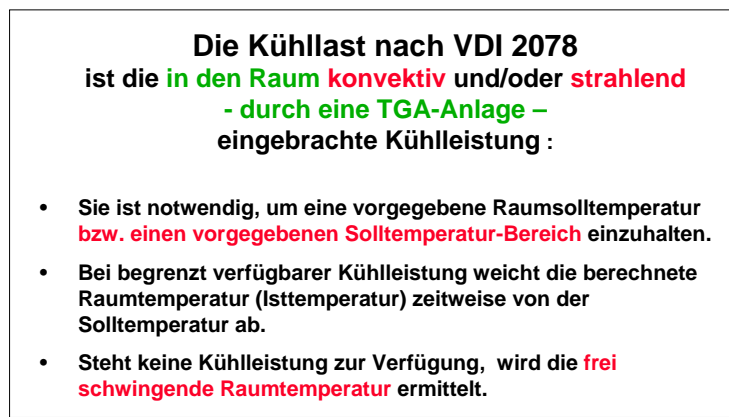 Die Kühllast nach VDI 2078
ist die in den Raum konvektiv und/oder strahlend
- durch eine TGA-Anlage –
eingebrachte Kühlleistung :
• Sie ist notwendig, um eine vorgegebene Raumsolltemperatur
bzw. einen vorgegebenen Solltemperatur-Bereich einzuhalten.
• Bei begrenzt verfügbarer Kühlleistung weicht die berechnete
Raumtemperatur (Isttemperatur) zeitweise von der
Solltemperatur ab.
• Steht keine Kühlleistung zur Verfügung, wird die frei
schwingende Raumtemperatur ermittelt.